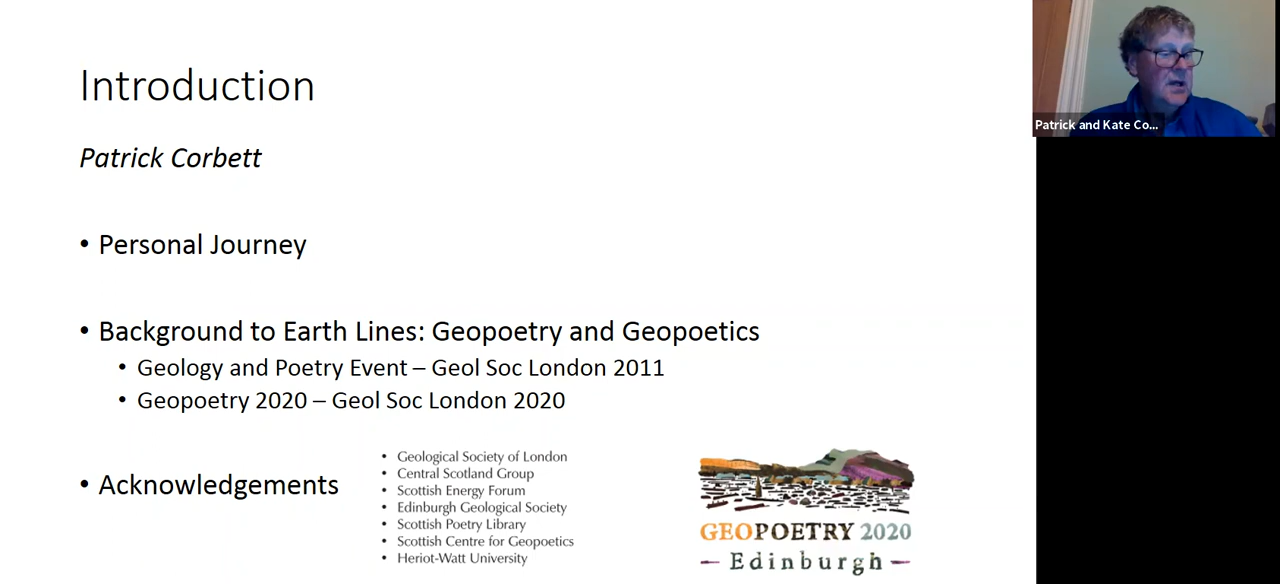 Introduction
Patrick Corbett
• Personal Journey
• Background to Earth Lines: Geopoetry and Geopoetics
• Geology and Poetry Event – Geol Soc London 2011
• Geopoetry 2020 – Geol Soc London 2020
• Acknowledgements
• Geological Society of London
• Central Scotland Group
• Scottish Energy Forum
• Edinburgh Geological Society
• Scottish Poetry Library
• Scottish Centre for Geopoetics
• Heriot-Watt University
GEOPOETRY 2020
– Edinburgh –
Patrick and Kate Co...